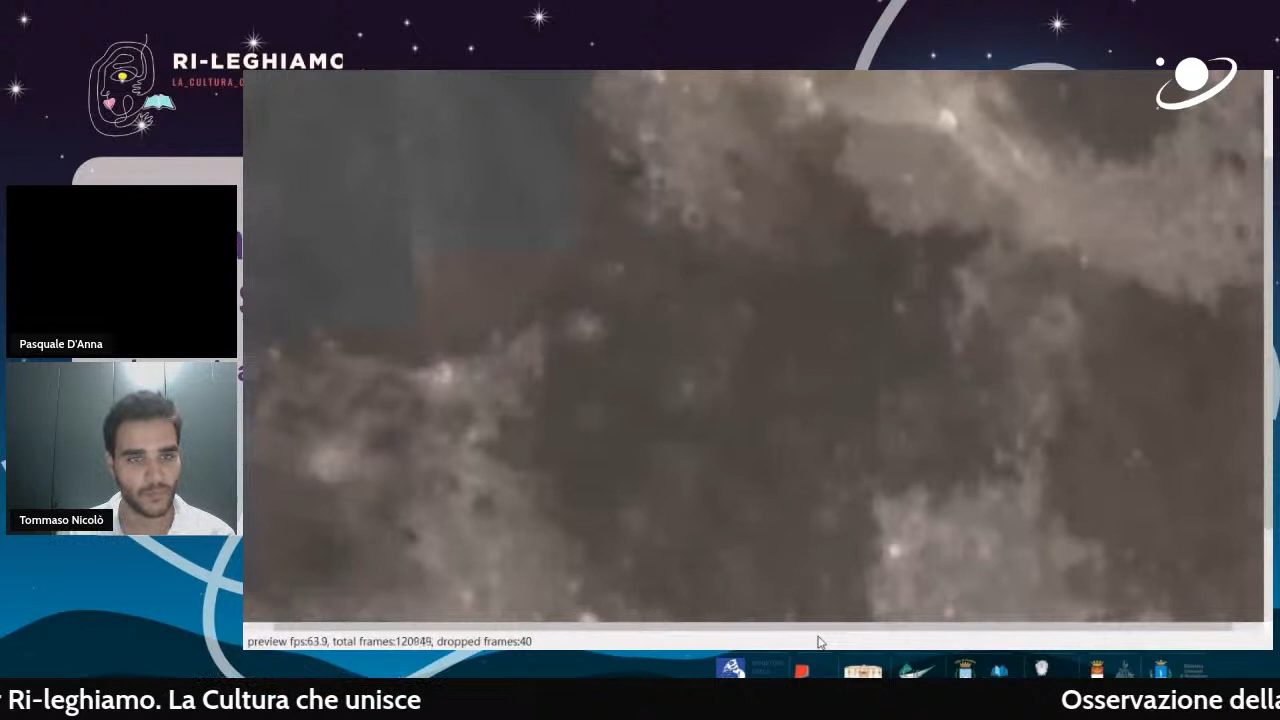 RI-LEGHIAMO
LA_CULTURA_C
Pasquale D'Anna
Tommaso Nicolò
preview fps:63.9, total frames:120849, dropped frames:40
Ri-leghiamo. La Cultura che unisce
Osservazione della